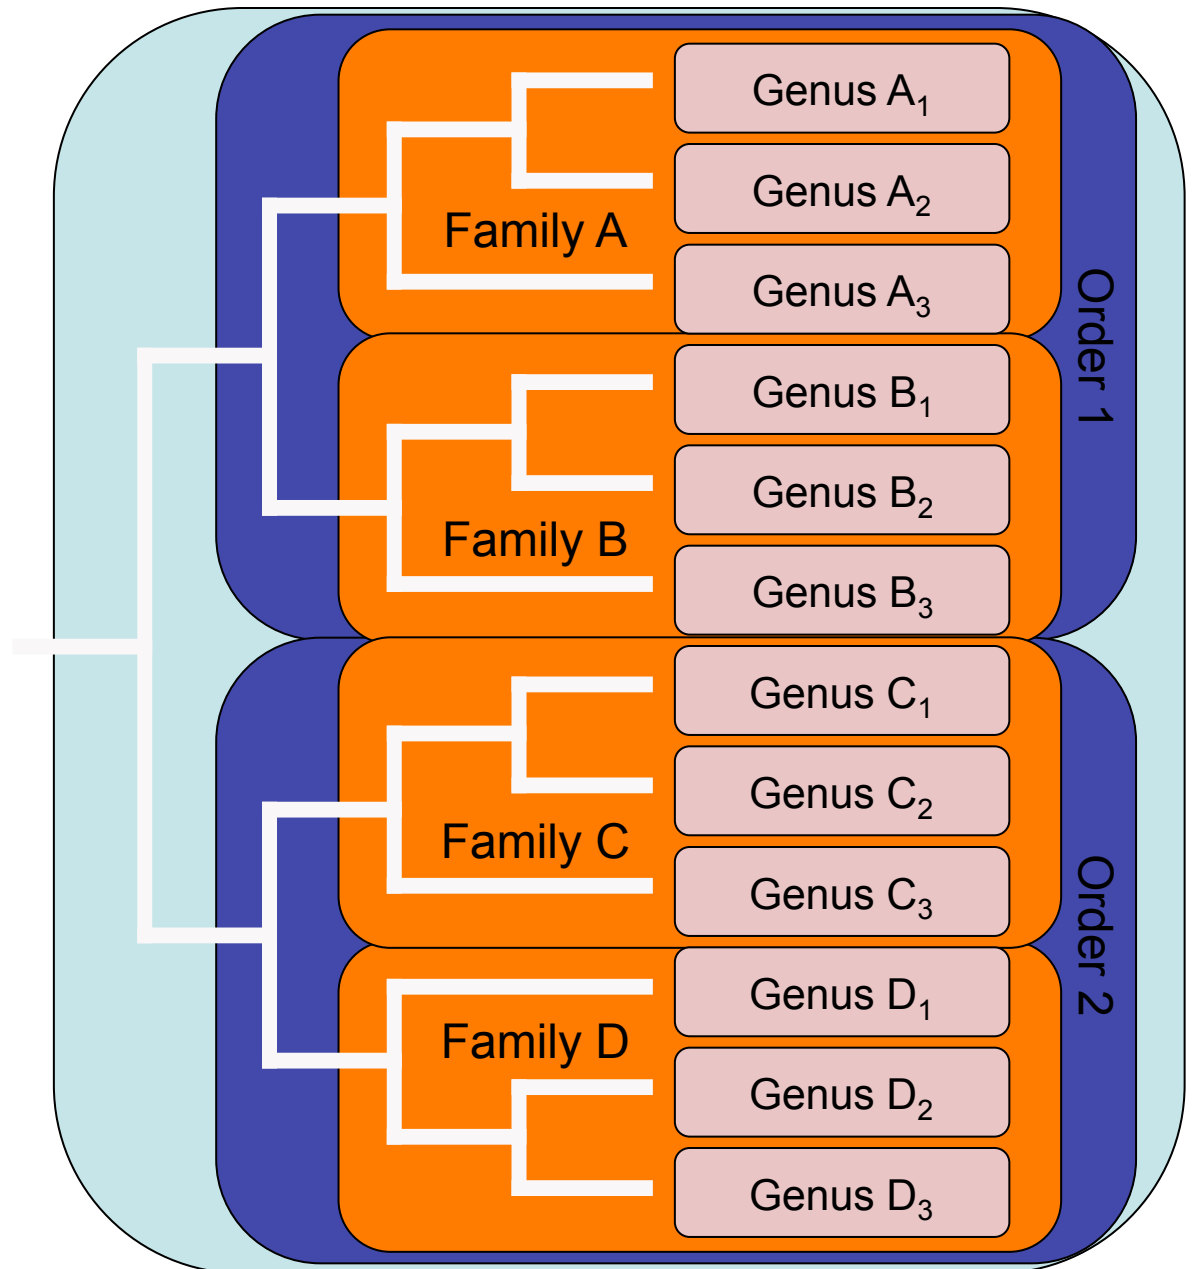 Genus A₁
Genus A₂
Family A
Genus A₃
Order 1
Genus B₁
Genus B₂
Family B
Genus B₃
Genus C₁
Genus C₂
Family C
Genus C₃
Order 2
Genus D₁
Family D
Genus D₂
Genus D₃